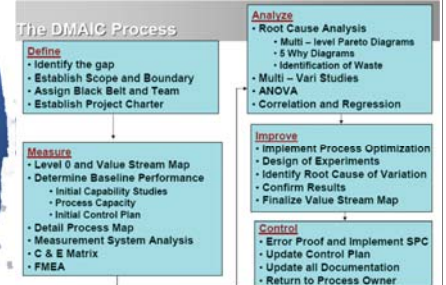 The DMAIC Process
Define
• Identify the gap
• Establish Scope and Boundary
• Assign Black Belt and Team
• Establish Project Charter
Measure
• Level 0 and Value Stream Map
• Determine Baseline Performance
• Initial Capability Studies
• Process Capacity
• Initial Control Plan
• Detail Process Map
• Measurement System Analysis
• C & E Matrix
• FMEA
Analyze
• Root Cause Analysis
• Multi – level Pareto Diagrams
• 5 Why Diagrams
• Identification of Waste
• Multi – Vari Studies
• ANOVA
• Correlation and Regression
Improve
• Implement Process Optimization
• Design of Experiments
• Identify Root Cause of Variation
• Confirm Results
• Finalize Value Stream Map
Control
• Error Proof and Implement SPC
• Update Control Plan
• Update all Documentation
• Return to Process Owner